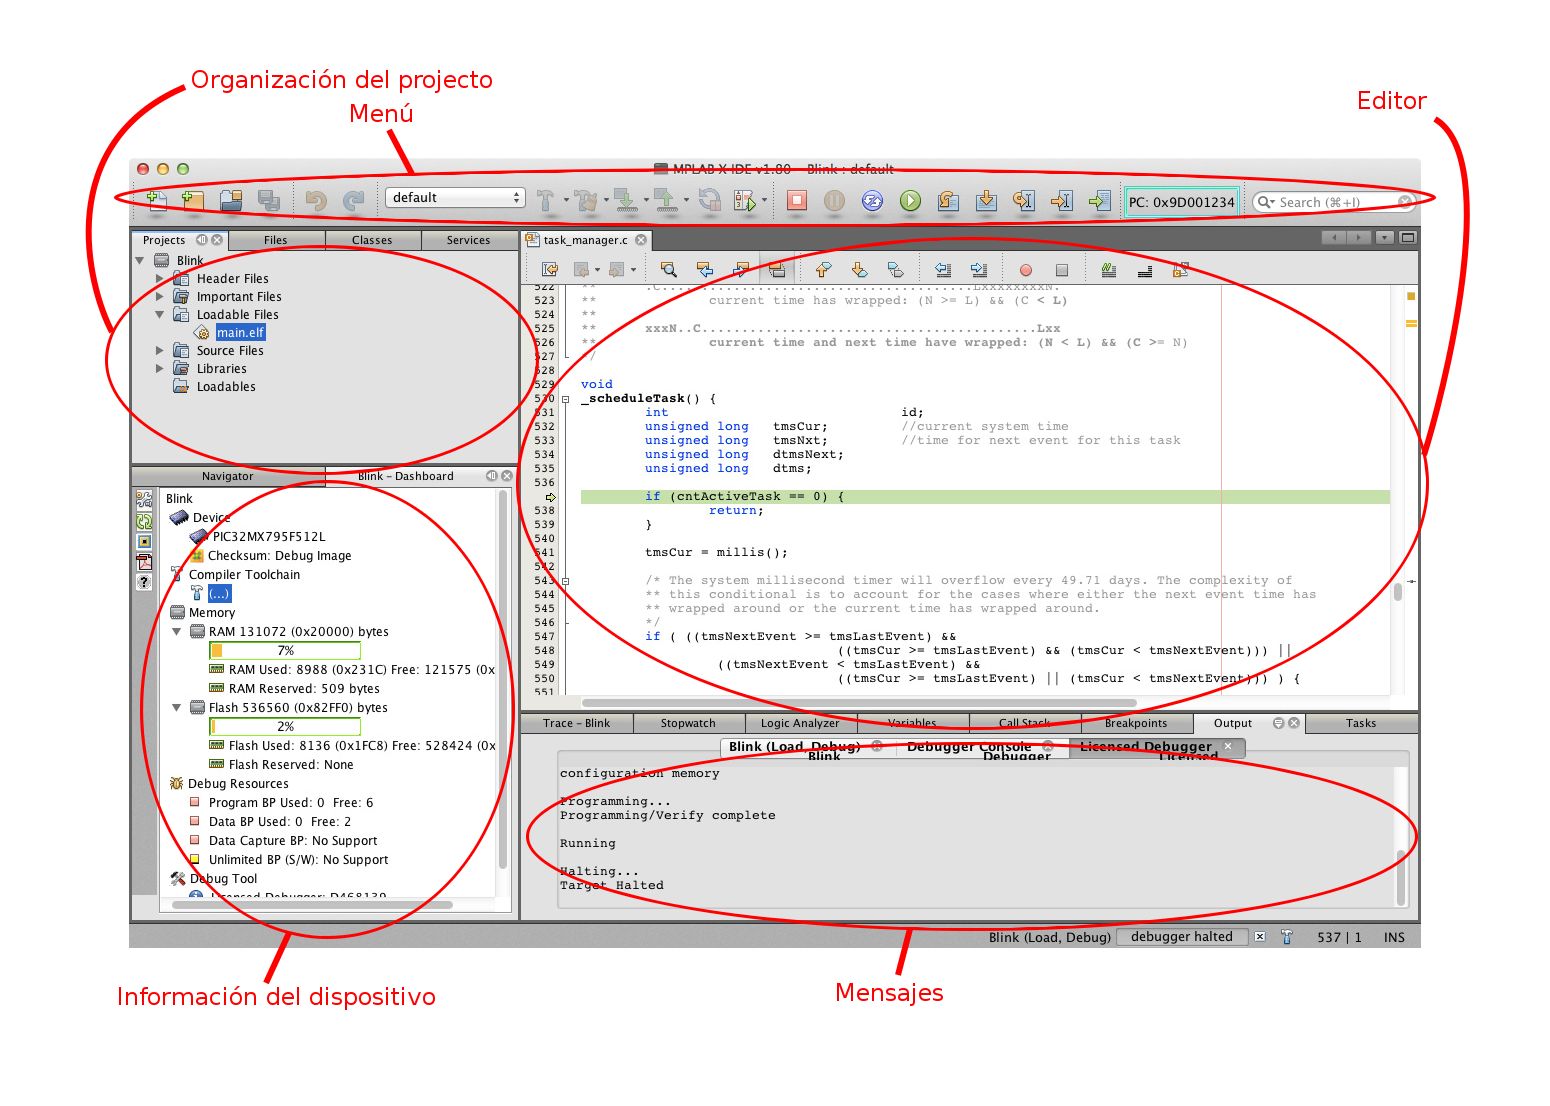 Organización del projecto
Menú
Editor
MPLAB X IDE v1.80 - Blink : default
default
PC: 0x9D001234
Search (⌘+I)
Projects
Files
Classes
Services
Blink
Header Files
Important Files
Loadable Files
main.elf
Source Files
Libraries
Loadables
Navigator
Blink - Dashboard
Blink
Device
PIC32MX795F512L
Checksum: Debug Image
Compiler Toolchain
(...)
Memory
RAM 131072 (0x20000) bytes
7%
RAM Used: 8988 (0x231C) Free: 121575 (0x
RAM Reserved: 509 bytes
Flash 536560 (0x82FF0) bytes
2%
Flash Used: 8136 (0x1FC8) Free: 528424 (0x
Flash Reserved: None
Debug Resources
Program BP Used: 0 Free: 6
Data BP Used: 0 Free: 2
Data Capture BP: No Support
Unlimited BP (S/W): No Support
Debug Tool
Licensed Debugger: D468139
task_manager.c
522 ** .C.......................................LxxxxxxxxN.
523 ** current time has wrapped: (N >= L) && (C < L)
524 **
525 ** xxxN..C..........................................Lxx
526 ** current time and next time have wrapped: (N < L) && (C >= N)
527 */
528
529 void
530 _scheduleTask() {
531 int id;
532 unsigned long tmsCur; //current system time
533 unsigned long tmsNxt; //time for next event for this task
534 unsigned long dtmsNext;
535 unsigned long dtms;
536
if (cntActiveTask == 0) {
538 return;
539 }
540
541 tmsCur = millis();
542
543 /* The system millisecond timer will overflow every 49.71 days. The complexity of
544 ** this conditional is to account for the cases where either the next event time has
545 ** wrapped around or the current time has wrapped around.
546 */
547 if ( ((tmsNextEvent >= tmsLastEvent) &&
548 ((tmsCur >= tmsLastEvent) && (tmsCur < tmsNextEvent))) ||
549 ((tmsNextEvent < tmsLastEvent) &&
550 ((tmsCur >= tmsLastEvent) || (tmsCur < tmsNextEvent))) ) {
551
Trace - Blink
Stopwatch
Logic Analyzer
Variables
Call Stack
Breakpoints
Output
Tasks
Blink (Load, Debug)
Debugger Console
Licensed Debugger
Blink
Debugger
Licensed
configuration memory
Programming...
Programming/Verify complete
Running
Halting...
Target Halted
Blink (Load, Debug)
debugger halted
537 | 1
INS
Información del dispositivo
Mensajes